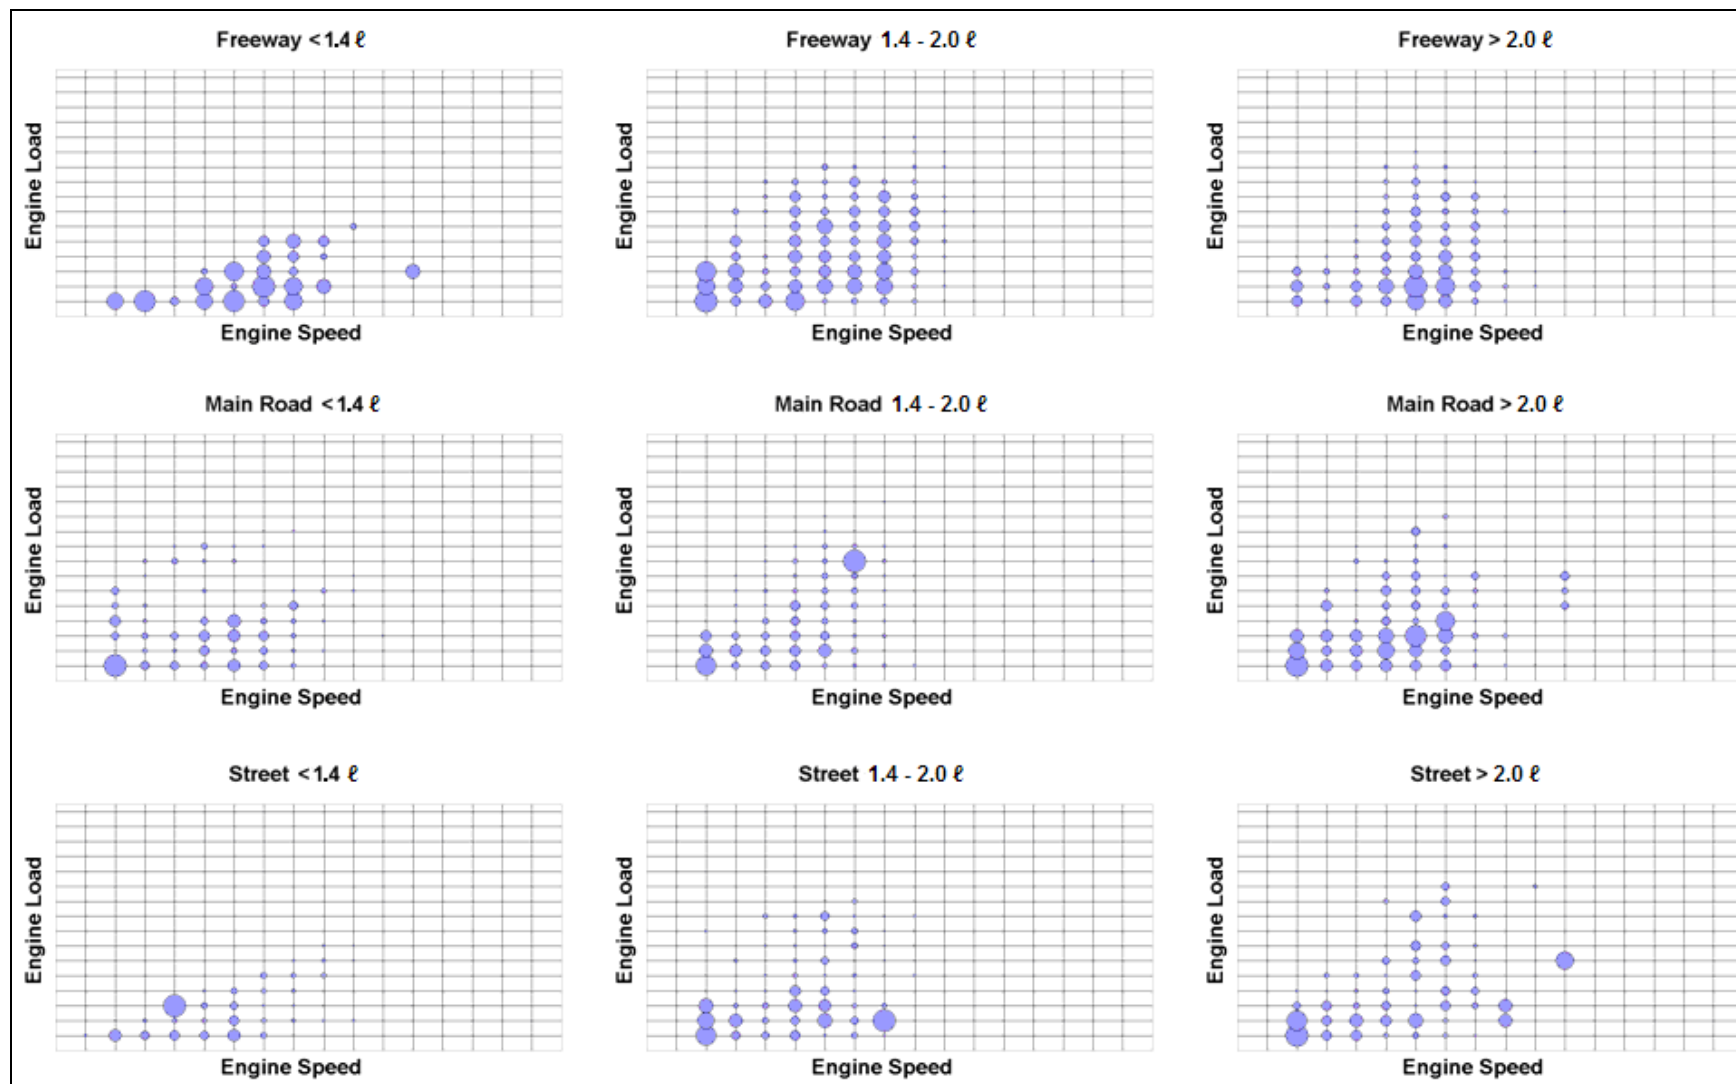 Freeway <1.4 ℓ
Freeway 1.4 - 2.0 ℓ
Freeway > 2.0 ℓ
Engine Load
Engine Load
Engine Load
Engine Speed
Engine Speed
Engine Speed
Main Road <1.4 ℓ
Main Road 1.4 - 2.0 ℓ
Main Road > 2.0 ℓ
Engine Load
Engine Load
Engine Load
Engine Speed
Engine Speed
Engine Speed
Street <1.4 ℓ
Street 1.4 - 2.0 ℓ
Street > 2.0 ℓ
Engine Load
Engine Load
Engine Load
Engine Speed
Engine Speed
Engine Speed